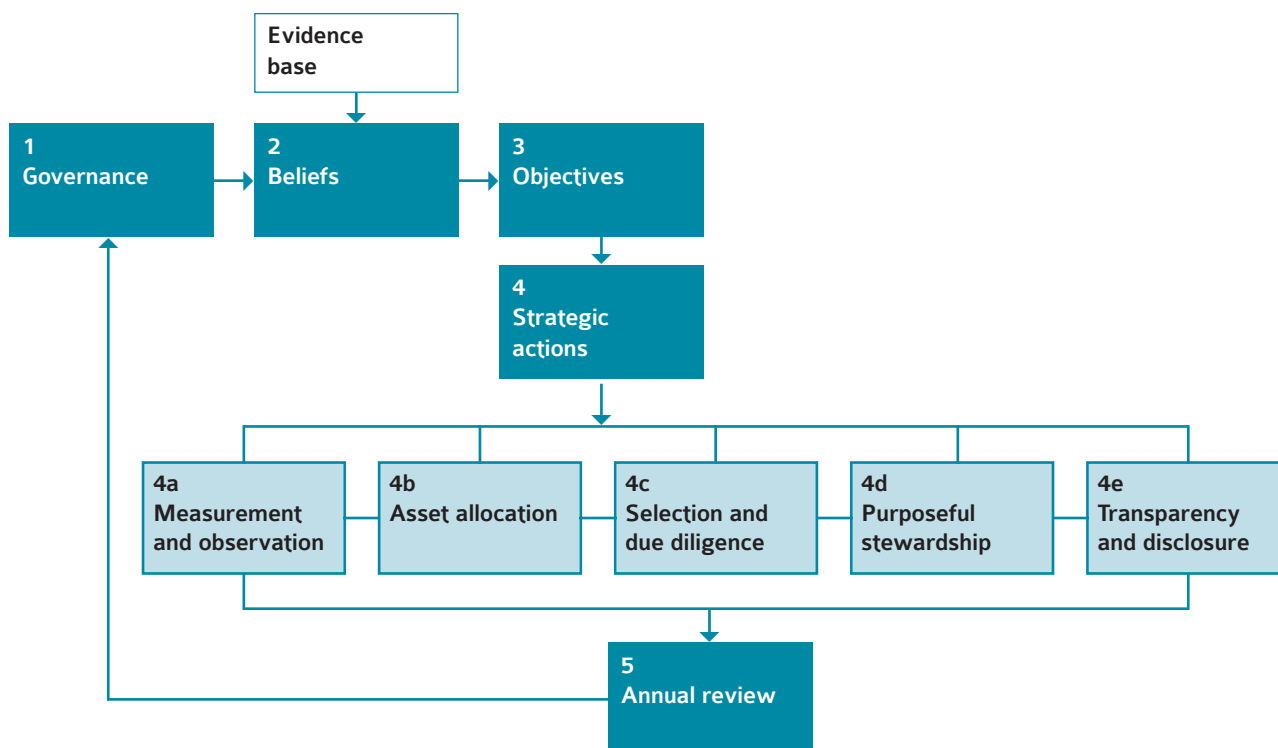 Evidence
base
1
Governance
2
Beliefs
3
Objectives
4
Strategic
actions
4a
Measurement
and observation
4b
Asset allocation
4c
Selection and
due diligence
4d
Purposeful
stewardship
4e
Transparency
and disclosure
5
Annual review